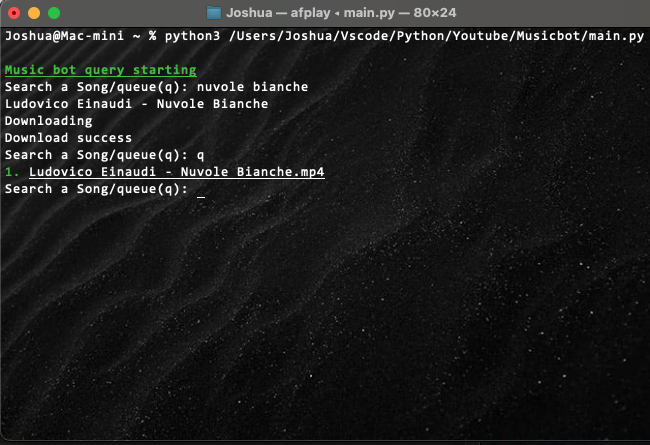 Joshua — afplay ◂ main.py — 80×24
Joshua@Mac-mini ~ % python3 /Users/Joshua/Vscode/Python/Youtube/Musicbot/main.py
Music bot query starting
Search a Song/queue(q): nuvole bianche
Ludovico Einaudi - Nuvole Bianche
Downloading
Download success
Search a Song/queue(q): q
1. Ludovico Einaudi - Nuvole Bianche.mp4
Search a Song/queue(q): _